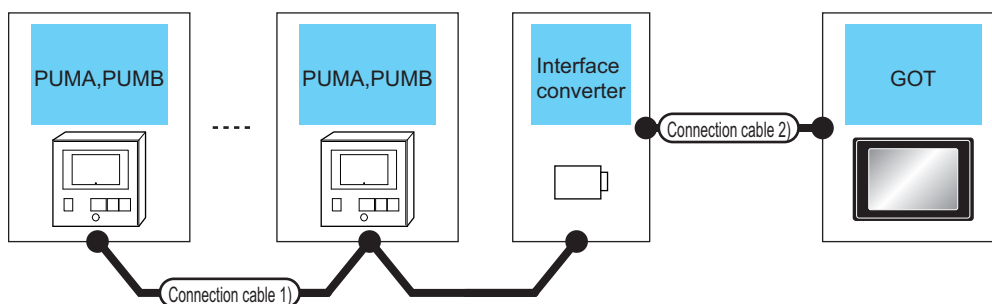 PUMA,PUMB
PUMA,PUMB
Interface
converter
GOT
Connection cable 2)
Connection cable 1)